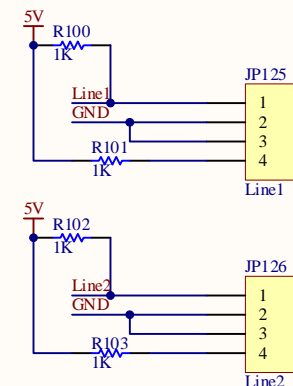 5V
R100
1K
JP125
Line1
GND
1
2
3
4
R101
1K
Line1
5V
R102
1K
JP126
Line2
GND
1
2
3
4
R103
1K
Line2